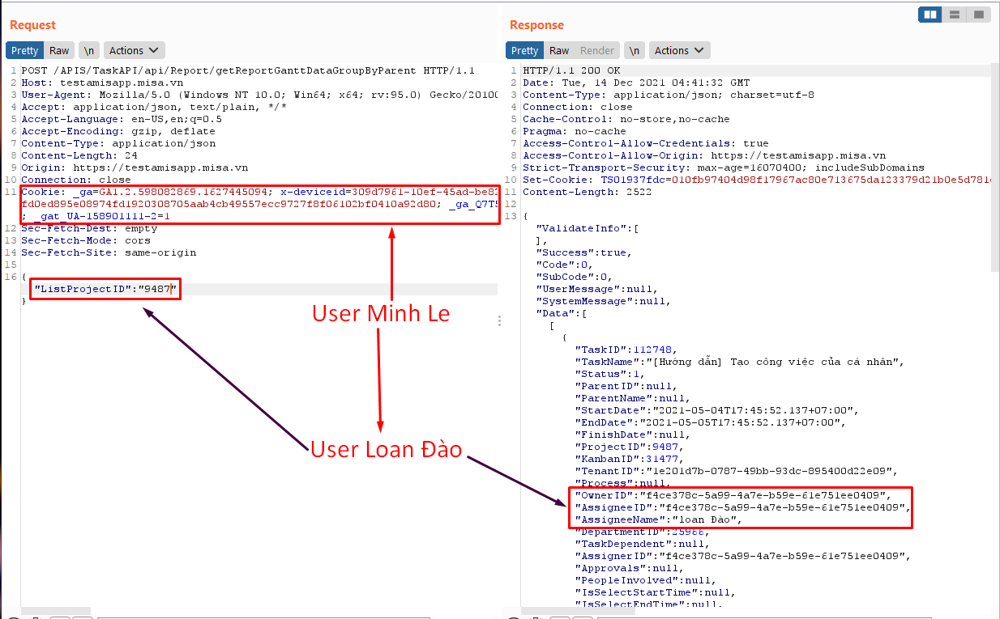 Request
Pretty Raw \n Actions
1 POST /APIS/TaskAPI/api/Report/getReportGanttDataGroupByParent HTTP/1.1
2 Host: testamisapp.misa.vn
3 User-Agent: Mozilla/5.0 (Windows NT 10.0; Win64; x64; rv:95.0) Gecko/20100
4 Accept: application/json, text/plain, */*
5 Accept-Language: en-US,en;q=0.5
6 Accept-Encoding: gzip, deflate
7 Content-Type: application/json
8 Content-Length: 24
9 Origin: https://testamisapp.misa.vn
10 Connection: close
11 Cookie: _ga=GA1.2.598082869.1627445094; x-deviceid=309d7961-10ef-45ad-be82
fd0ed895e08974fd1920308705aab4cb49557ecc9727f8f06102bf0410a92d80; _ga_Q7T5
; _gat_UA-158901111-2=1
12 Sec-Fetch-Dest: empty
13 Sec-Fetch-Mode: cors
14 Sec-Fetch-Site: same-origin
15
16 {
"ListProjectID":"9487"
}
User Minh Le
User Loan Đào
Response
Pretty Raw Render \n Actions
1 HTTP/1.1 200 OK
2 Date: Tue, 14 Dec 2021 04:41:32 GMT
3 Content-Type: application/json; charset=utf-8
4 Connection: close
5 Cache-Control: no-store,no-cache
6 Pragma: no-cache
7 Access-Control-Allow-Credentials: true
8 Access-Control-Allow-Origin: https://testamisapp.misa.vn
9 Strict-Transport-Security: max-age=16070400; includeSubDomains
10 Set-Cookie: TS01937fdc=010fb97404d98f17967ac80e713675da123379d21b0e5d781
11 Content-Length: 2522
12
13 {
"ValidateInfo":[
],
"Success":true,
"Code":0,
"SubCode":0,
"UserMessage":null,
"SystemMessage":null,
"Data":[
[
{
"TaskID":112748,
"TaskName":"[Hướng dẫn] Tạo công việc của cá nhân",
"Status":1,
"ParentID":null,
"ParentName":null,
"StartDate":"2021-05-04T17:45:52.137+07:00",
"EndDate":"2021-05-05T17:45:52.137+07:00",
"FinishDate":null,
"ProjectID":9487,
"KanbanID":31477,
"TenantID":"1e201d7b-0787-49bb-93dc-895400d22e09",
"Process":null,
"OwnerID":"f4ce378c-5a99-4a7e-b59e-61e751ee0409",
"AssigneeID":"f4ce378c-5a99-4a7e-b59e-61e751ee0409",
"AssigneeName":"loan Đào",
"DepartmentID":25966,
"TaskDependent":null,
"AssignerID":"f4ce378c-5a99-4a7e-b59e-61e751ee0409",
"Approvals":null,
"PeopleInvolved":null,
"IsSelectStartTime":null,
"IsSelectEndTime":null,